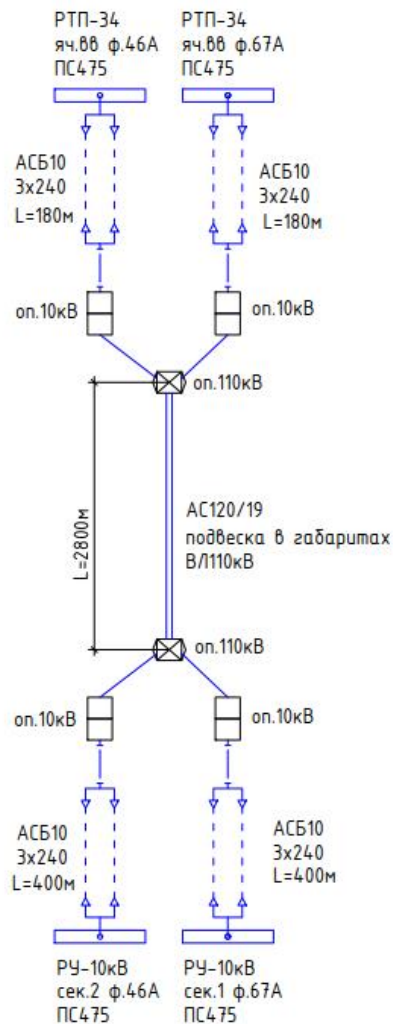 РТП-34
яч.вв ф.46А
ПС475
РТП-34
яч.вв ф.67А
ПС475
АСБ10
3х240
L=180м
АСБ10
3х240
L=180м
оп.10кВ
оп.10кВ
оп.110кВ
L=2800м
АС120/19
подвеска в габаритах
ВЛ110кВ
оп.110кВ
оп.10кВ
оп.10кВ
АСБ10
3х240
L=400м
АСБ10
3х240
L=400м
РУ-10кВ
сек.2 ф.46А
ПС475
РУ-10кВ
сек.1 ф.67А
ПС475